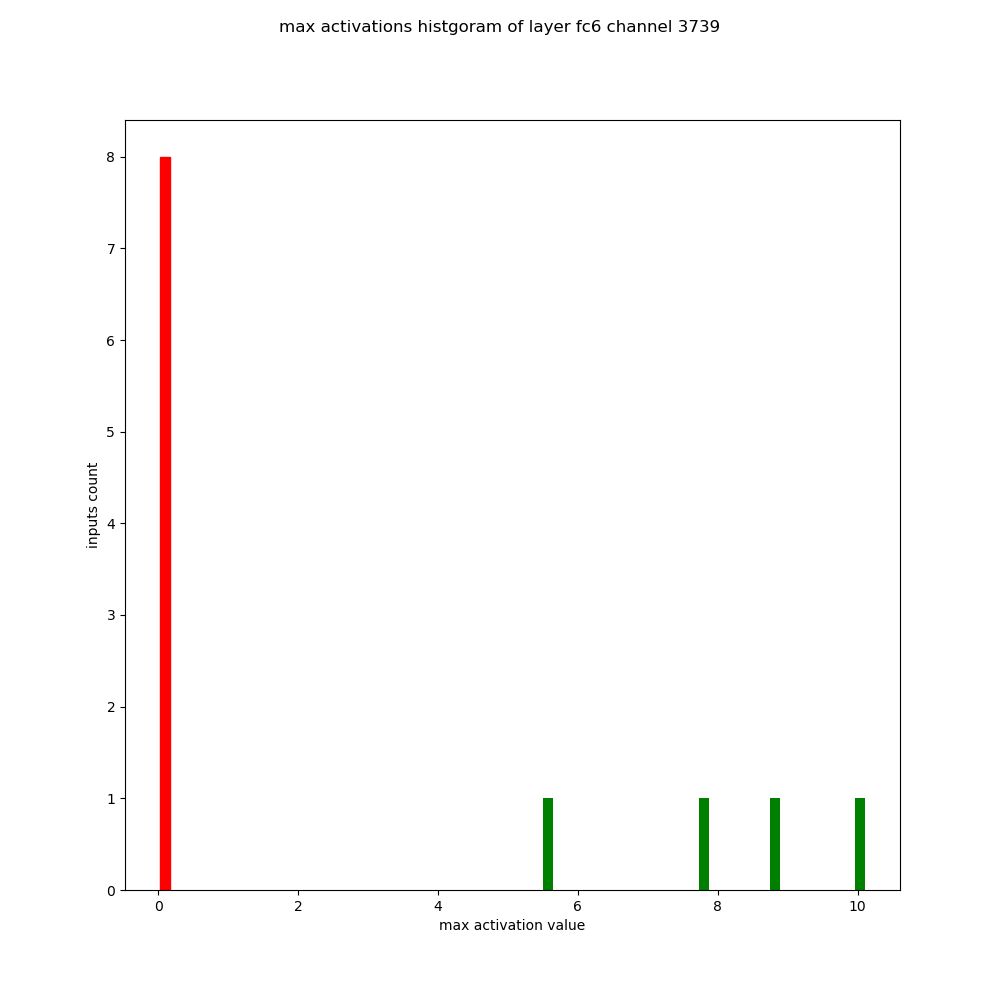 max activations histgoram of layer fc6 channel 3739
8
7
6
5
4
3
2
1
0
inputs count
0 2 4 6 8 10
max activation value